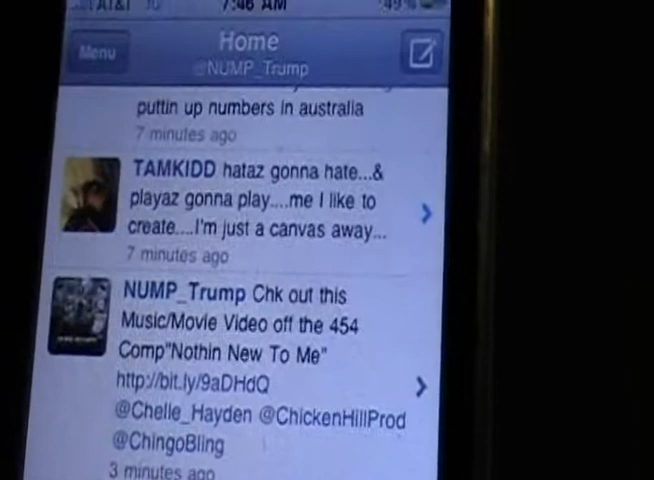 AT&T 7:46 AM 49%
Menu
Home
@NUMP_Trump
puttin up numbers in australia
7 minutes ago
TAMKIDD hataz gonna hate...&
playaz gonna play....me I like to
create....I'm just a canvas away...
7 minutes ago
NUMP_Trump Chk out this
Music/Movie Video off the 454
Comp"Nothin New To Me"
http://bit.ly/9aDHdQ
@Chelle_Hayden @ChickenHillProd
@ChingoBling
3 minutes ago